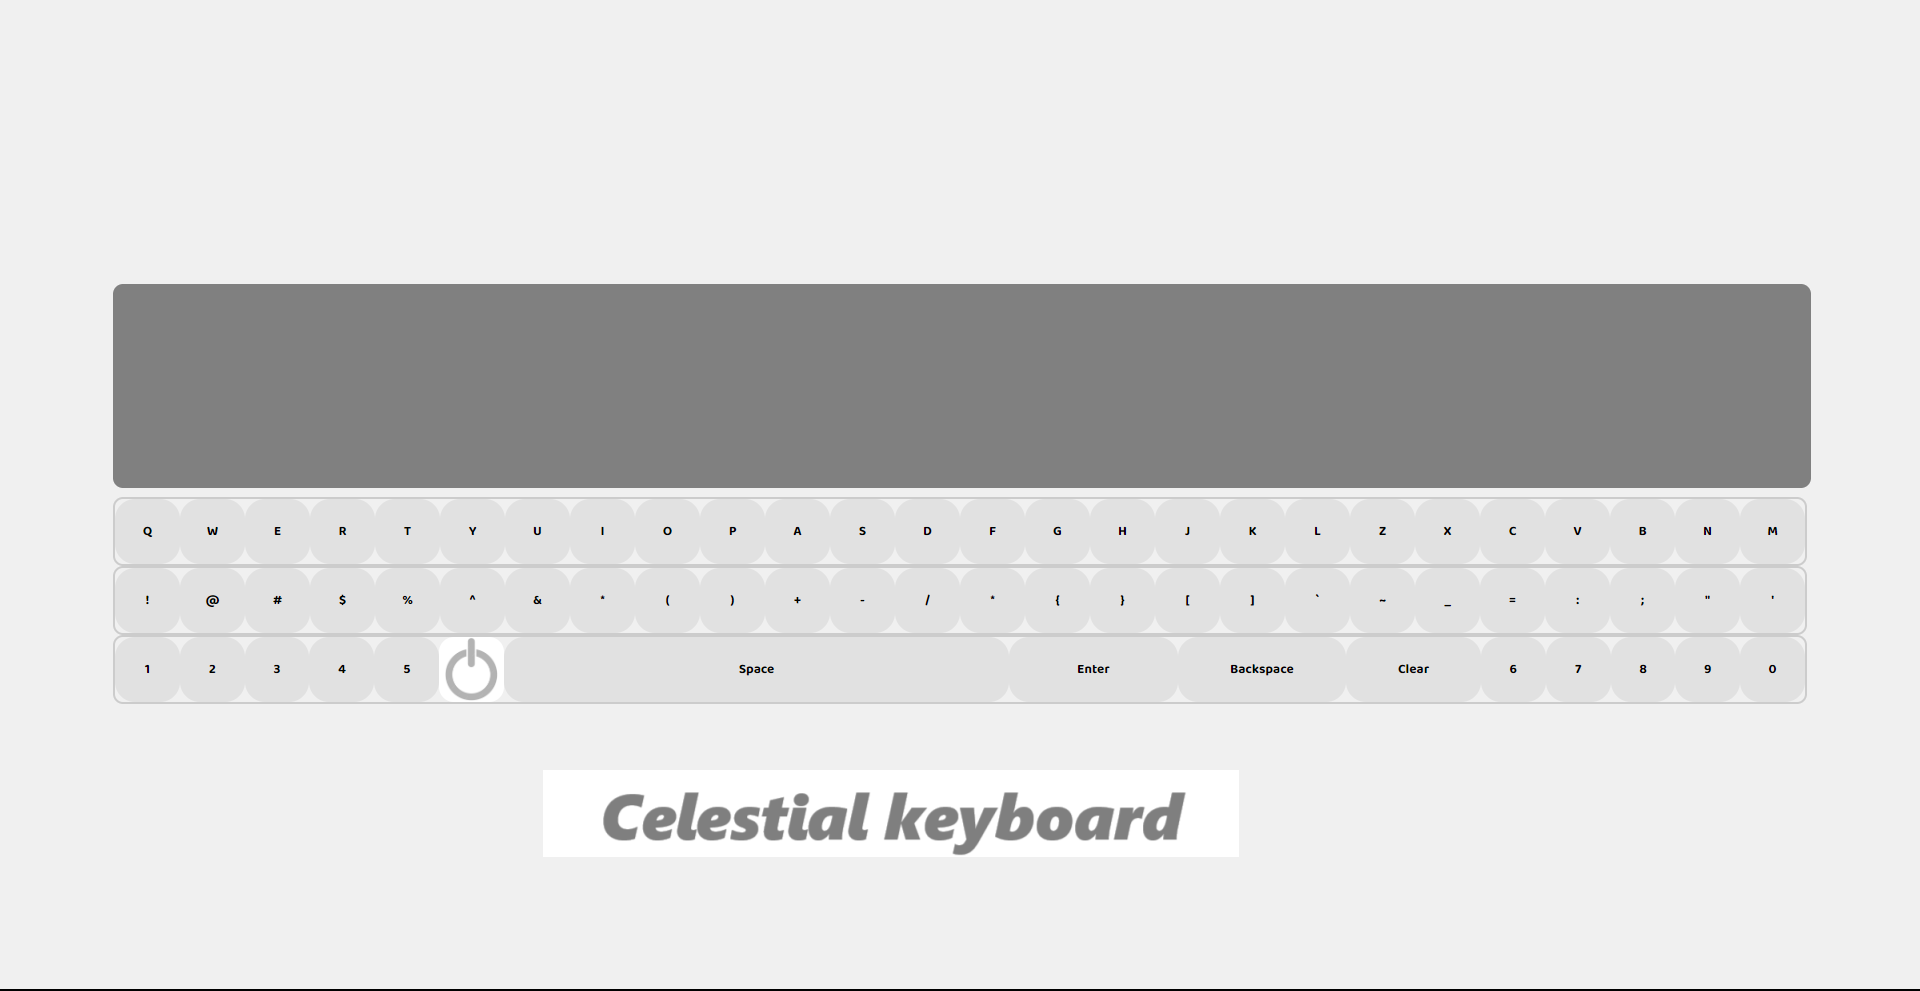 Q W E R T Y U I O P A S D F G H J K L Z X C V B N M
! @ # $ % ^ & * ( ) + - / * { } [ ] ` ~ _ = : ; " '
1 2 3 4 5 Space Enter Backspace Clear 6 7 8 9 0
Celestial keyboard